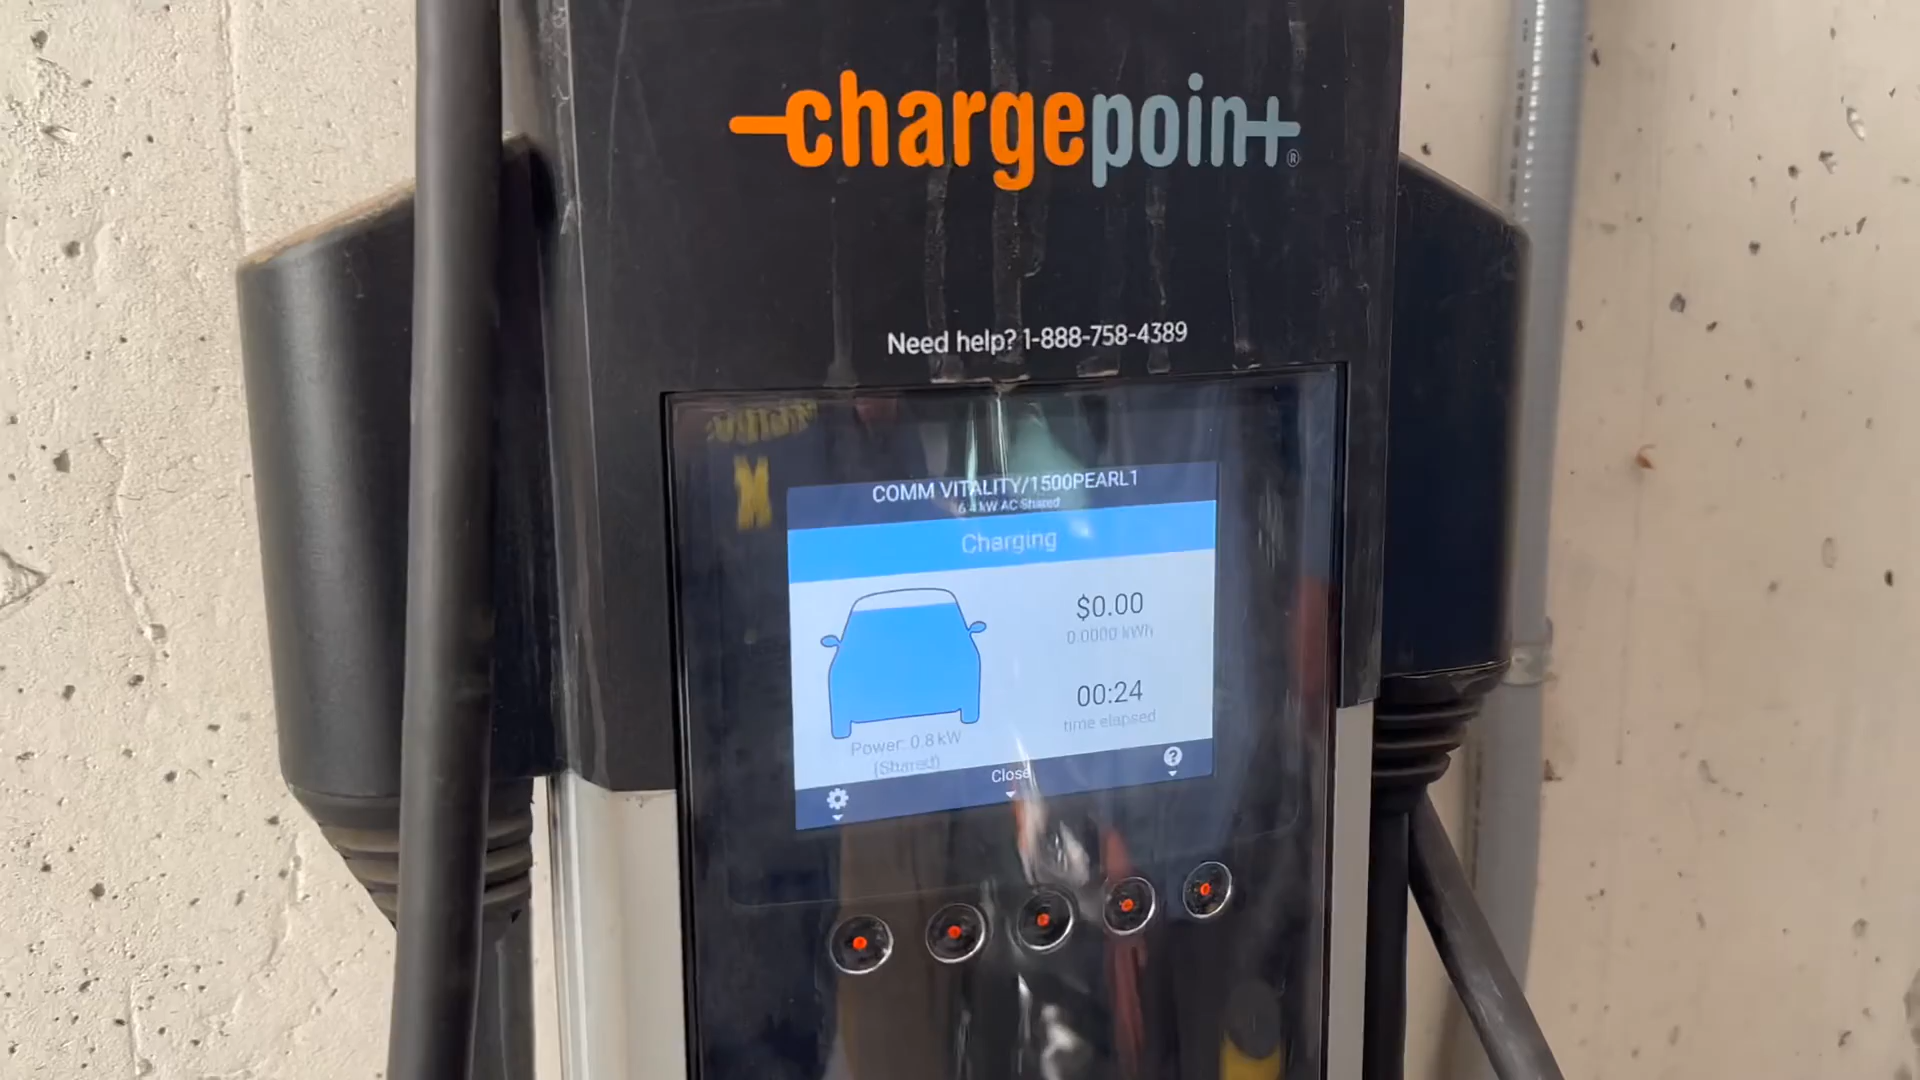 chargepoint®
Need help? 1-888-758-4389
COMM VITALITY/1500PEARL1
6.4 kW AC Shared
Charging
$0.00
0.0000 kWh
00:24
time elapsed
Power: 0.8 kW
(Shared)
Close
?